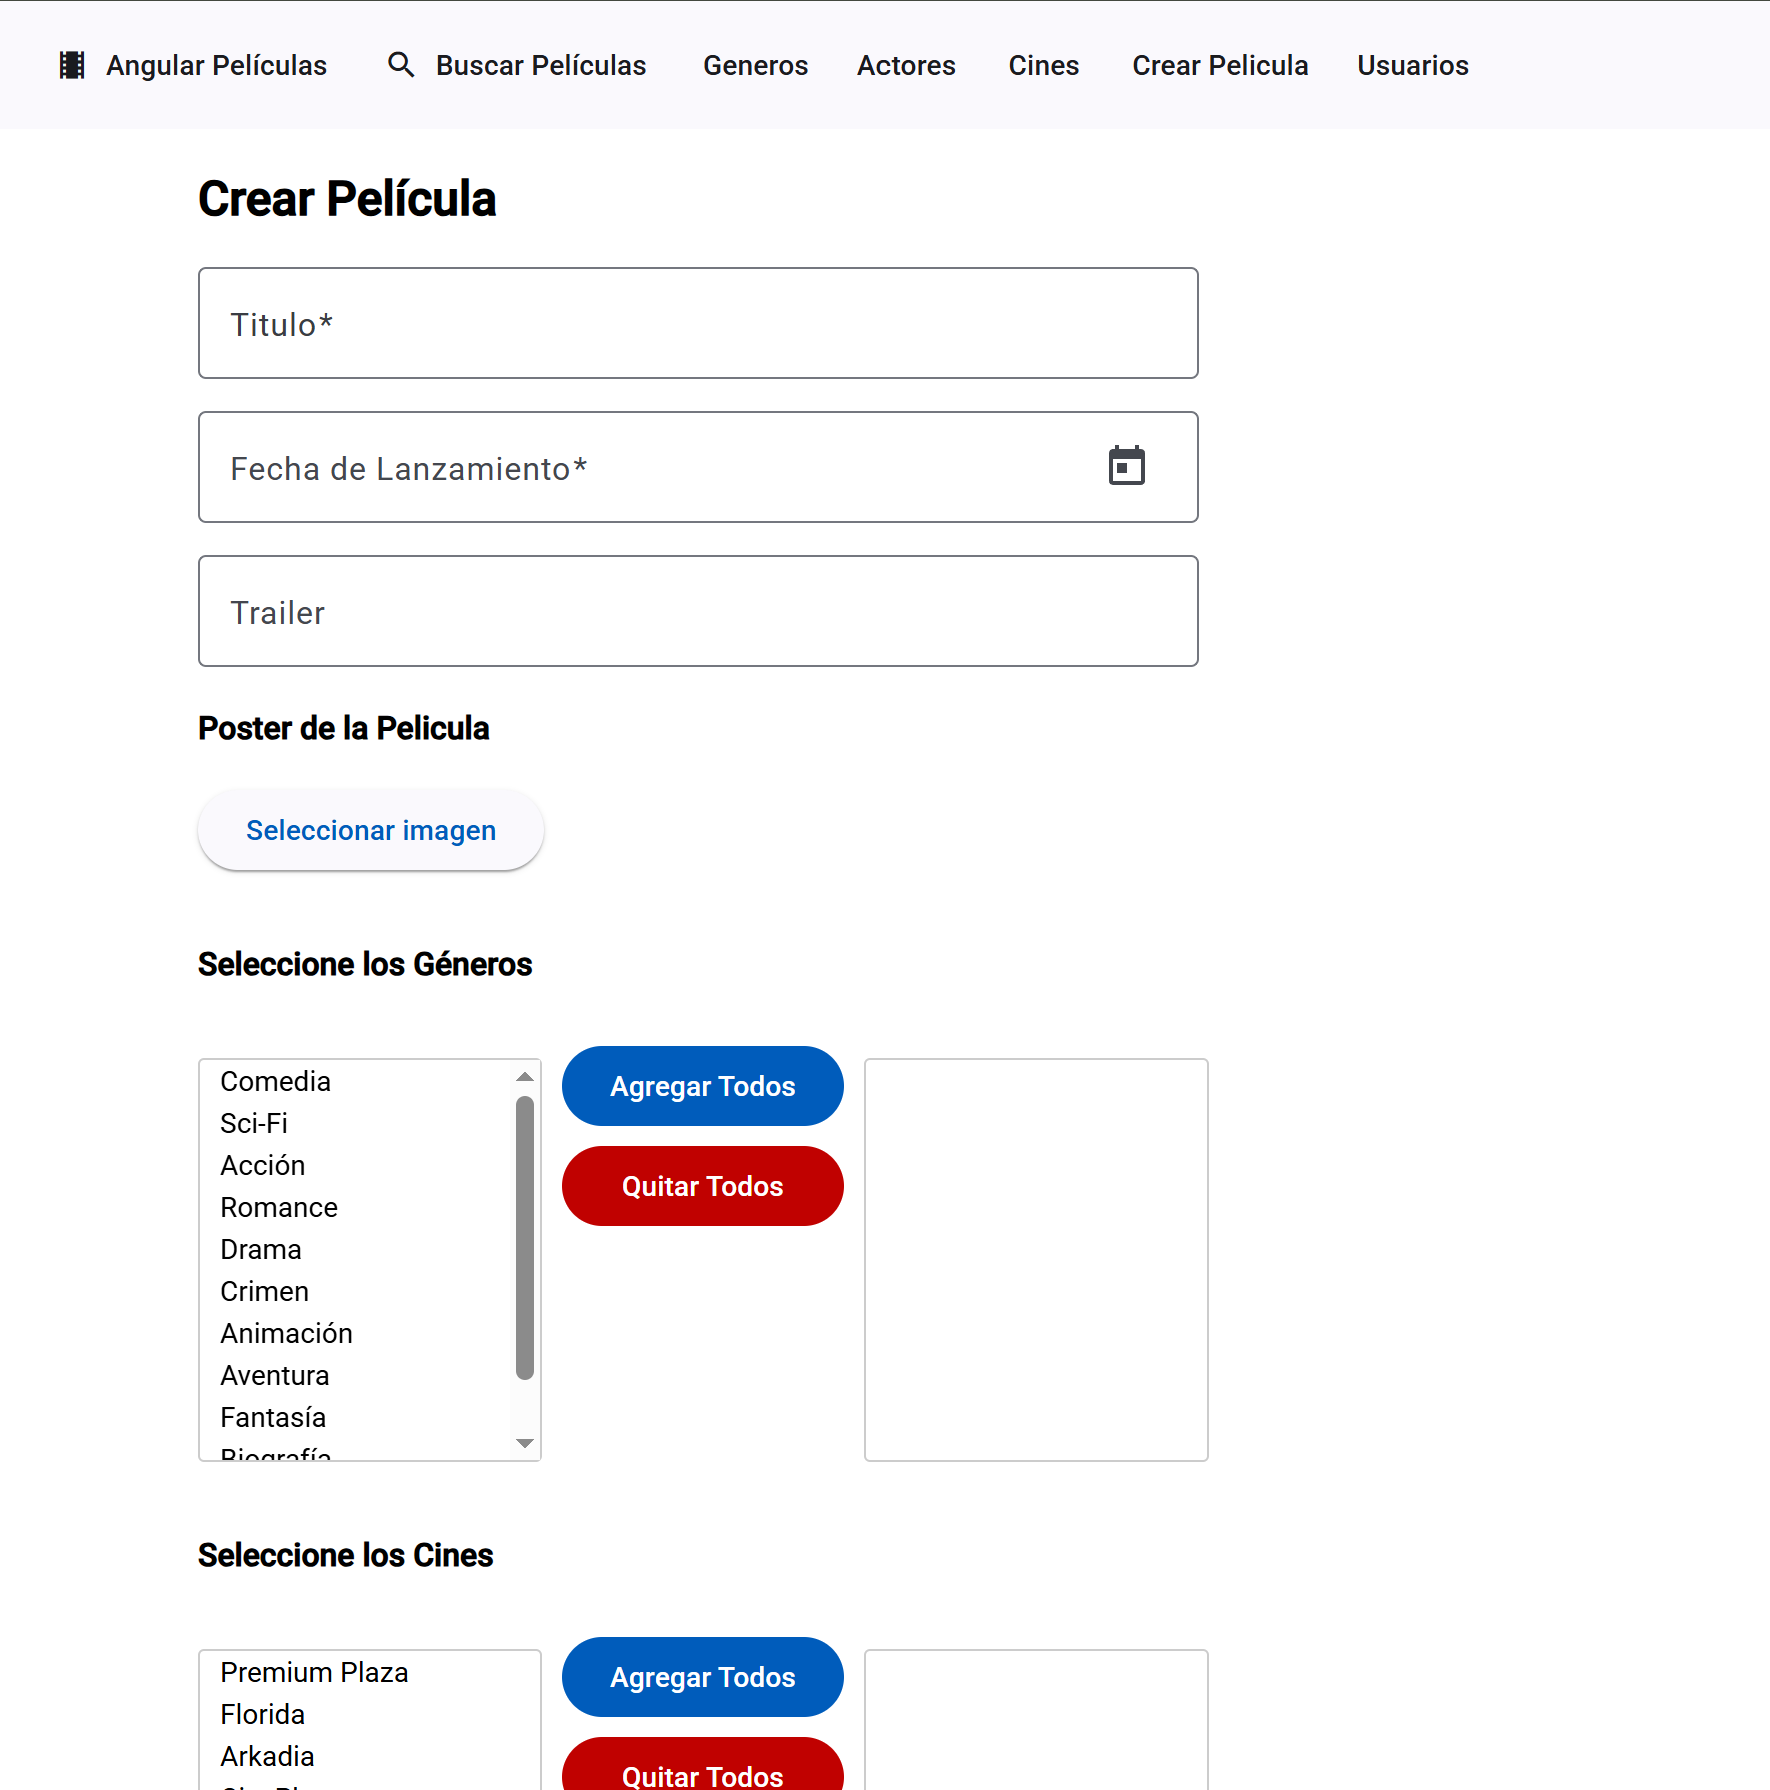 Angular Películas Buscar Películas Generos Actores Cines Crear Pelicula Usuarios
Crear Película
Titulo*
Fecha de Lanzamiento*
Trailer
Poster de la Pelicula
Seleccionar imagen
Seleccione los Géneros
Comedia
Sci-Fi
Acción
Romance
Drama
Crimen
Animación
Aventura
Fantasía
Biografía
Agregar Todos
Quitar Todos
Seleccione los Cines
Premium Plaza
Florida
Arkadia
Agregar Todos
Quitar Todos